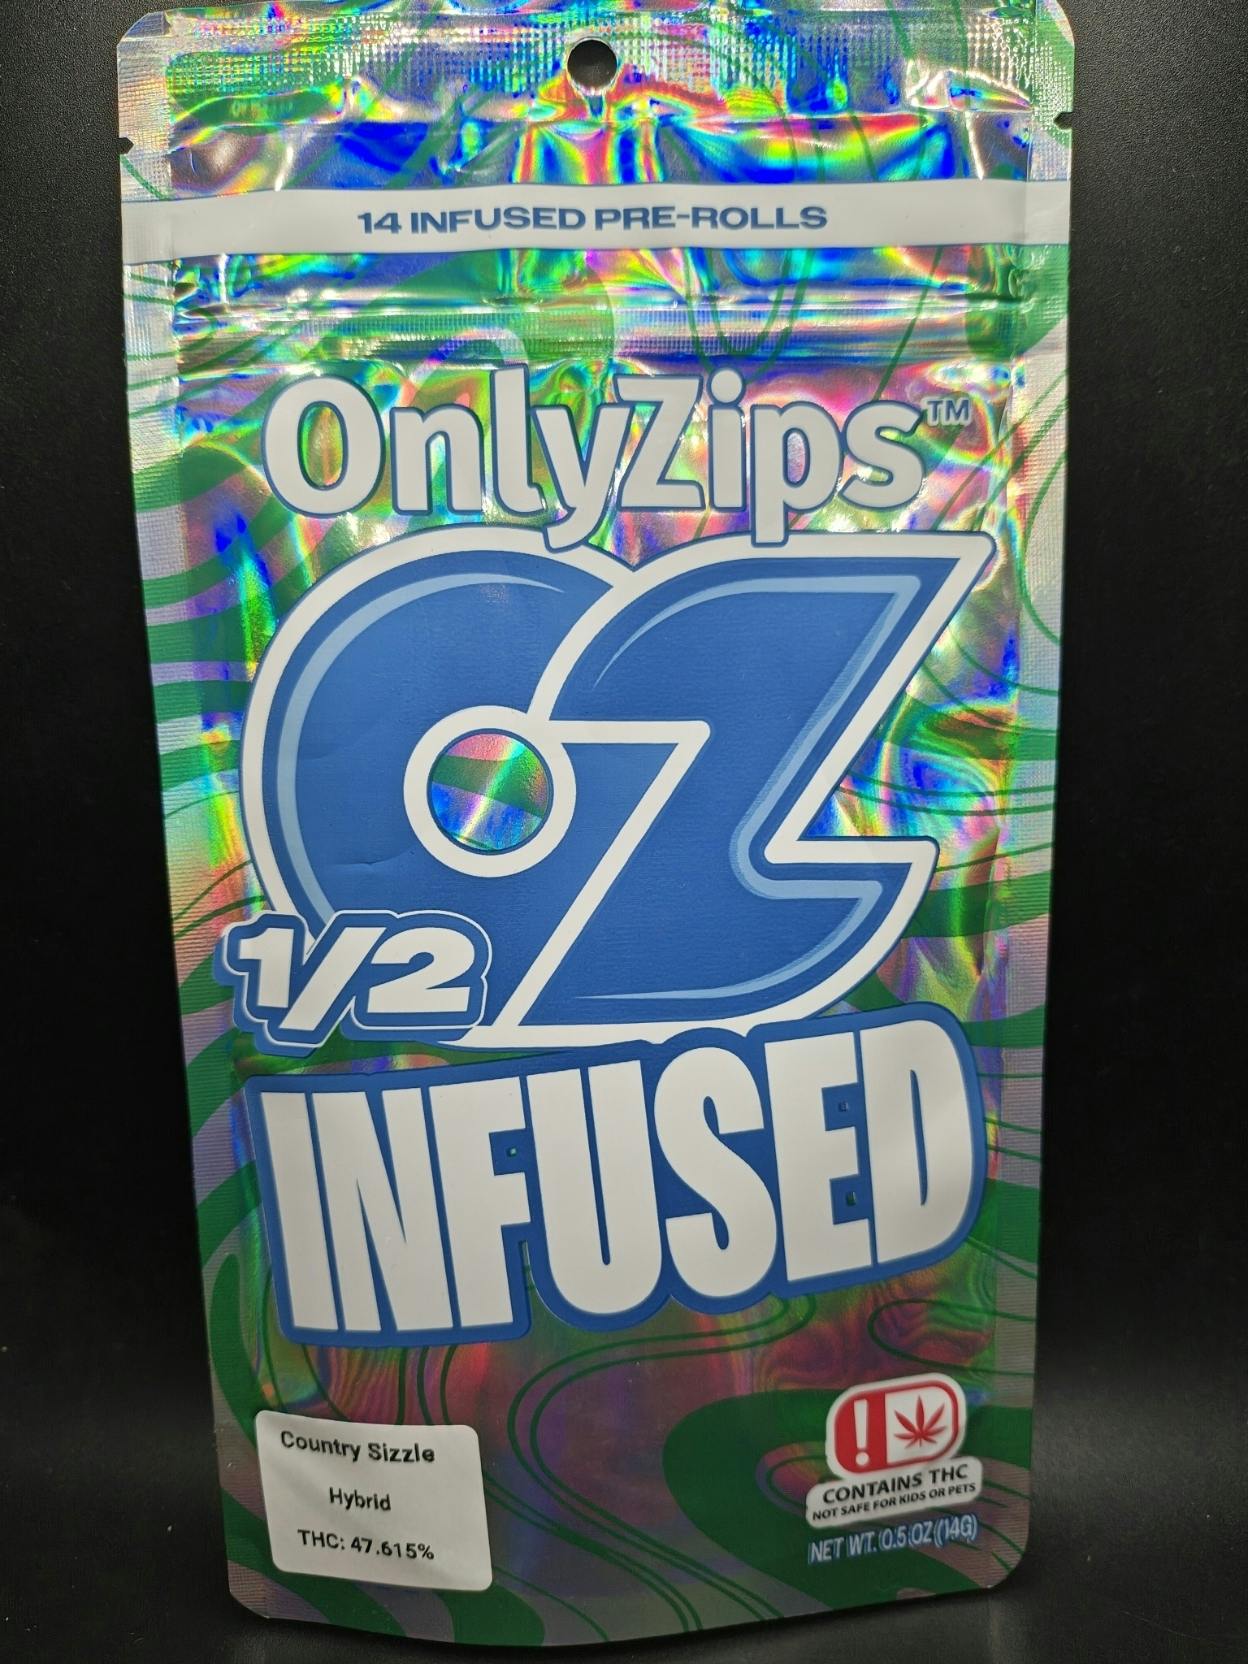 14 INFUSED PRE-ROLLS
OnlyZips™
OZ
1/2
INFUSED
Country Sizzle
Hybrid
THC: 47.615%
!
CONTAINS THC
NOT SAFE FOR KIDS OR PETS
NET WT. (0.5 OZ (14G)